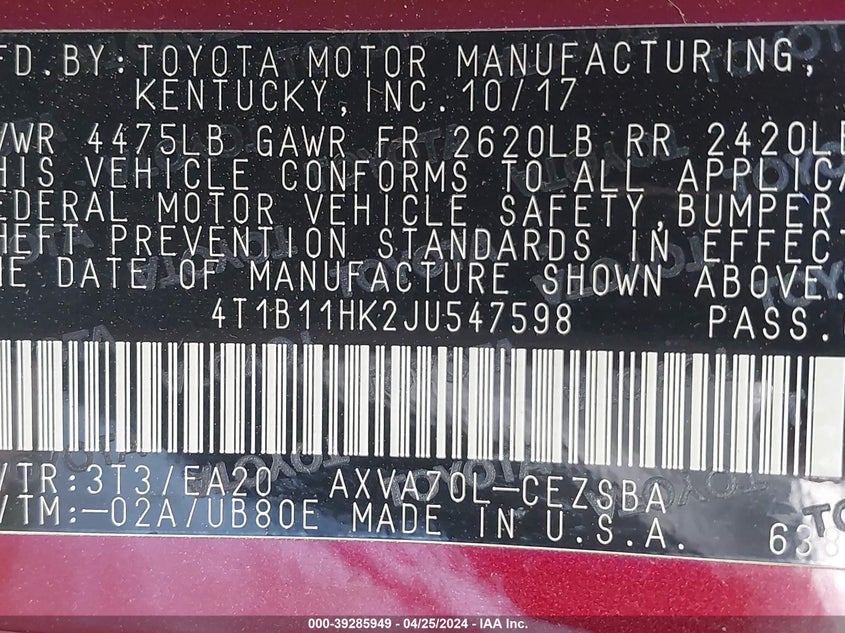 FD.BY:TOYOTA MOTOR MANUFACTURING,
KENTUCKY,INC.10/17
VWR 4475LB GAWR FR 2620LB RR 2420LB
HIS VEHICLE CONFORMS TO ALL APPLICA
EDERAL MOTOR VEHICLE SAFETY,BUMPER
HEFT PREVENTION STANDARDS IN EFFECT
HE DATE OF MANUFACTURE SHOWN ABOVE.
4T1B11HK2JU547598 PASS.
/TR:3T3/EA20 AXVA70L-CEZSBA
/TM:-02A/UB80E MADE IN U.S.A. 638
000-39285949 / 04/25/2024 - IAA Inc.